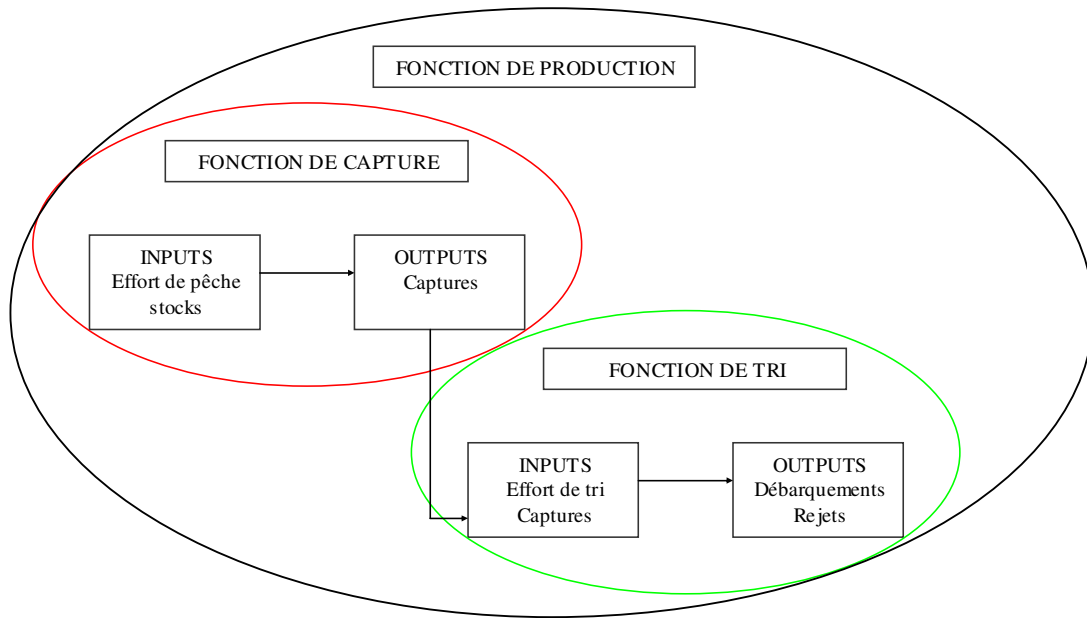 FONCTION DE PRODUCTION
FONCTION DE CAPTURE
INPUTS
Effort de pêche
stocks
OUTPUTS
Captures
FONCTION DE TRI
INPUTS
Effort de tri
Captures
OUTPUTS
Débarquements
Rejets